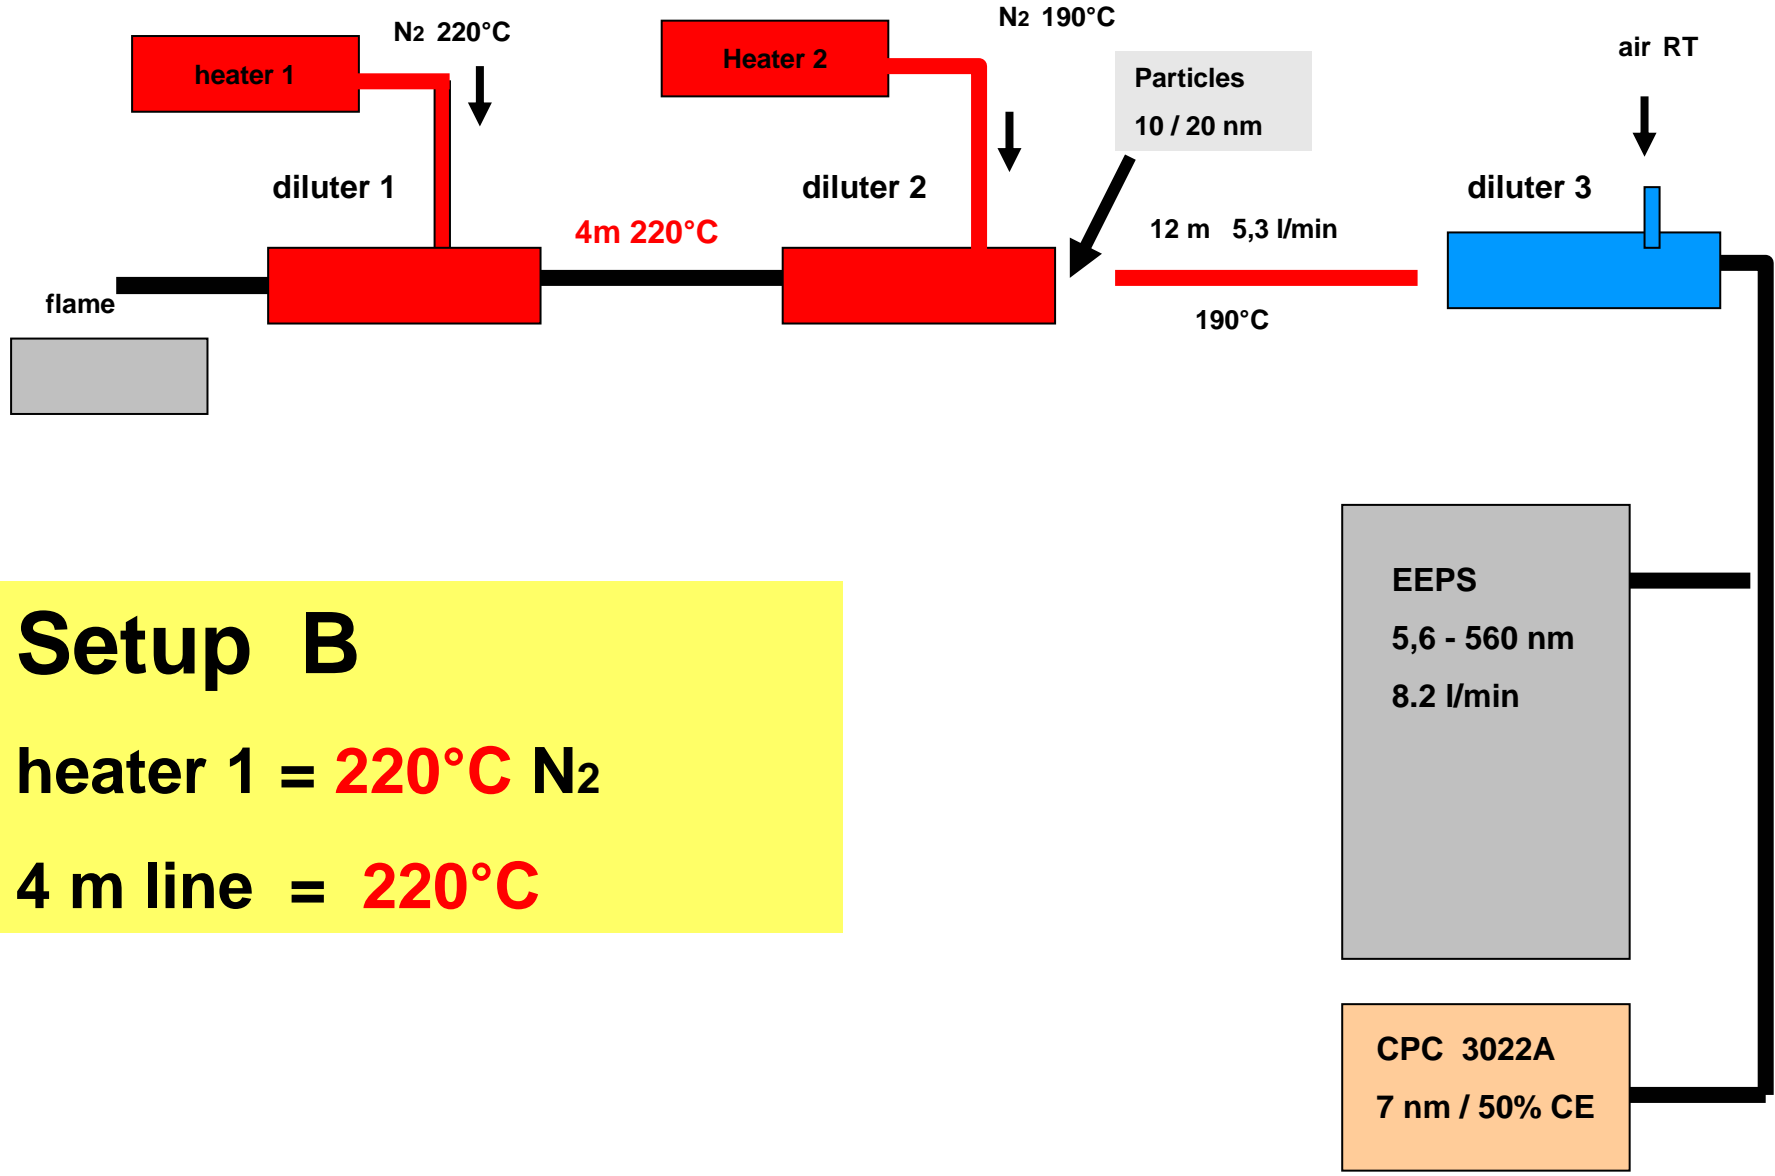 N2 220°C
N2 190°C
heater 1
Heater 2
Particles
10 / 20 nm
air RT
diluter 1
diluter 2
diluter 3
4m 220°C
12 m 5,3 l/min
flame
190°C
EEPS
5,6 - 560 nm
8.2 l/min
Setup B
heater 1 = 220°C N2
4 m line = 220°C
CPC 3022A
7 nm / 50% CE